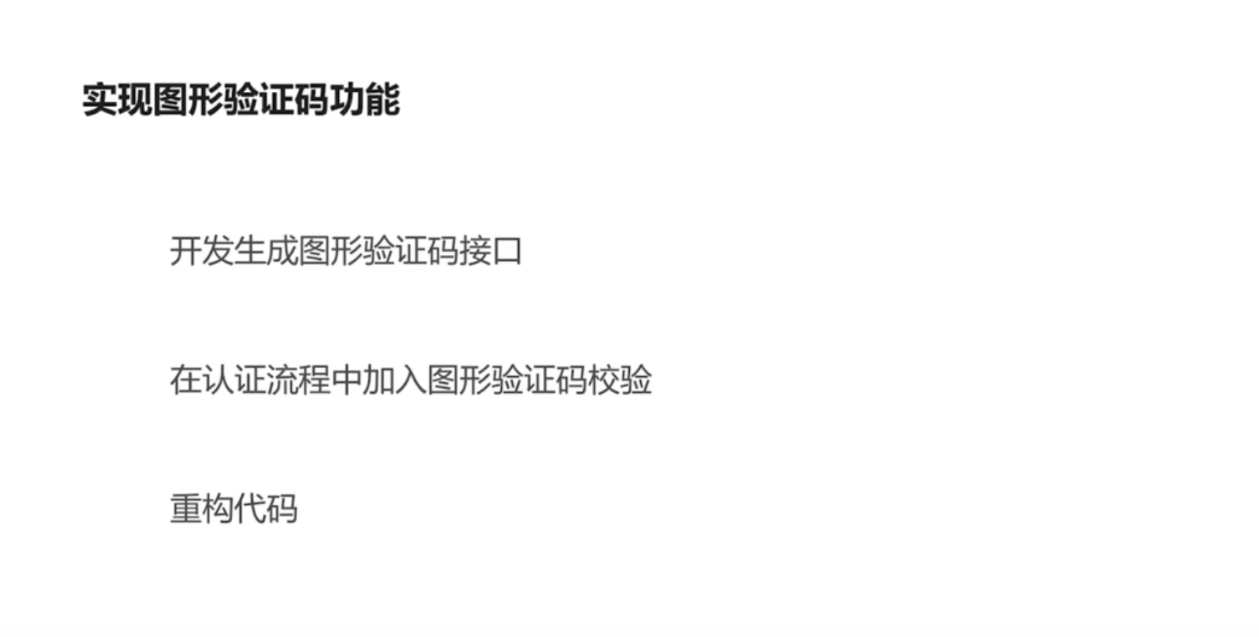 实现图形验证码功能
开发生成图形验证码接口
在认证流程中加入图形验证码校验
重构代码